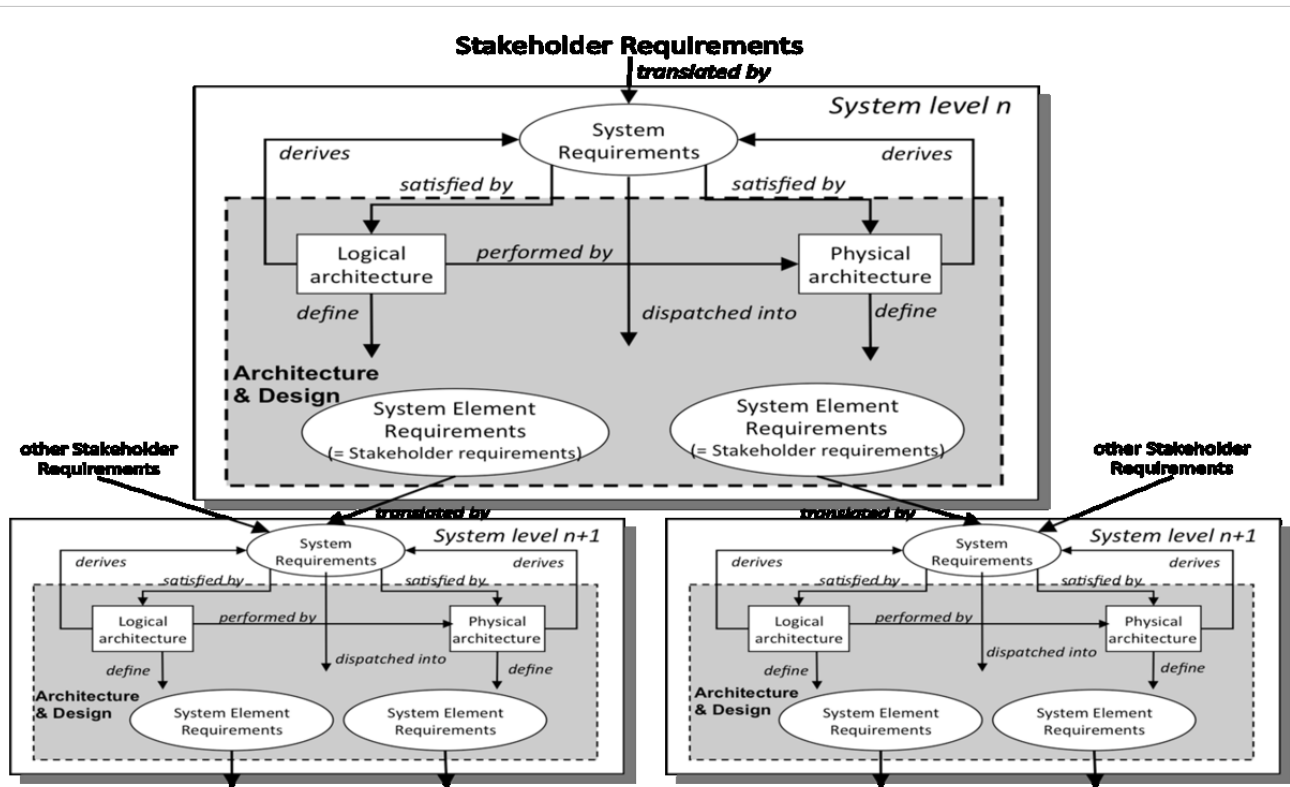 Stakeholder Requirements
translated by
System level n
System
Requirements
derives
derives
satisfied by
satisfied by
Logical
architecture
performed by
Physical
architecture
define
dispatched into
define
Architecture
& Design
System Element
Requirements
(= Stakeholder requirements)
System Element
Requirements
(= Stakeholder requirements)
other Stakeholder
Requirements
other Stakeholder
Requirements
translated by
translated by
System level n+1
System
Requirements
derives
derives
satisfied by
satisfied by
Logical
architecture
performed by
Physical
architecture
define
dispatched into
define
Architecture
& Design
System Element
Requirements
System Element
Requirements
System level n+1
System
Requirements
derives
derives
satisfied by
satisfied by
Logical
architecture
performed by
Physical
architecture
define
dispatched into
define
Architecture
& Design
System Element
Requirements
System Element
Requirements